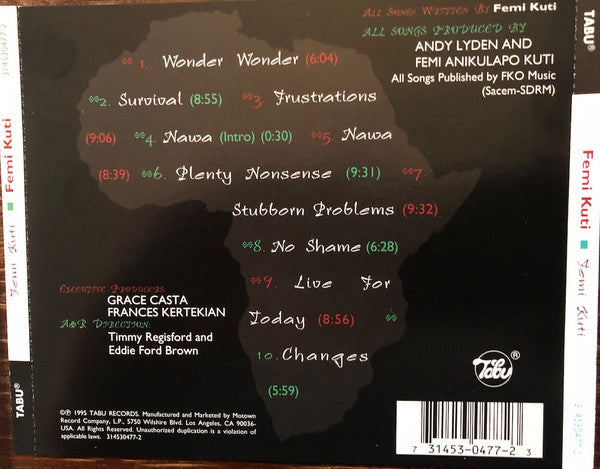 All Songs Written By Femi Kuti
All Songs Produced By
ANDY LYDEN AND
FEMI ANIKULAPO KUTI
All Songs Published by FKO Music
(Sacem-SDRM)
1. Wonder Wonder (6:04)
2. Survival (8:55) 3. Frustrations
(9:06) 4. Nawa (Intro) (0:30) 5. Nawa
(8:39) 6. Plenty Nonsense (9:31) 7.
Stubborn Problems (9:32)
8. No Shame (6:28)
9. Live For
Today (8:56)
10. Changes
(5:59)
Executive Producers:
GRACE CASTA
FRANCES KERTEKIAN
A&R Direction:
Timmy Regisford and
Eddie Ford Brown
©℗ 1995 TABU RECORDS. Manufactured and Marketed by Motown
Record Company, L.P., 5750 Wilshire Blvd. Los Angeles, CA 90036-
USA. All Rights Reserved. Unauthorized duplication is a violation of
applicable laws. 314530477-2
Tabu®
7 31453-0477-2 3
314530477-2
Femi Kuti Femi Kuti
TABU®
TABU®
Femi Kuti Femi Kuti
314530477-2